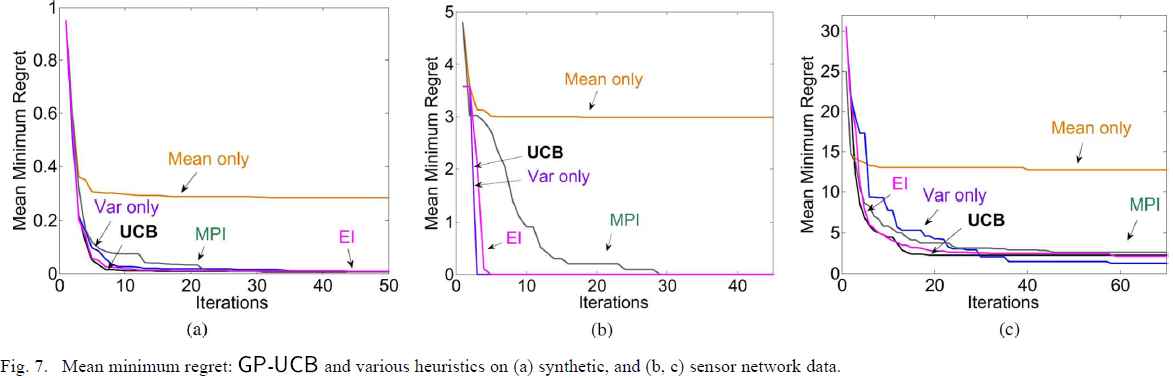 Mean Minimum Regret
1
0.8
0.6
0.4
0.2
0
Mean only
Var only
UCB
MPI
EI
0 10 20 30 40 50
Iterations
(a)
Mean Minimum Regret
5
4
3
2
1
0
Mean only
UCB
Var only
EI
MPI
0 10 20 30 40
Iterations
(b)
Mean Minimum Regret
30
25
20
15
10
5
0
Mean only
EI
Var only
MPI
UCB
0 20 40 60
Iterations
(c)
Fig. 7. Mean minimum regret: GP-UCB and various heuristics on (a) synthetic, and (b, c) sensor network data.